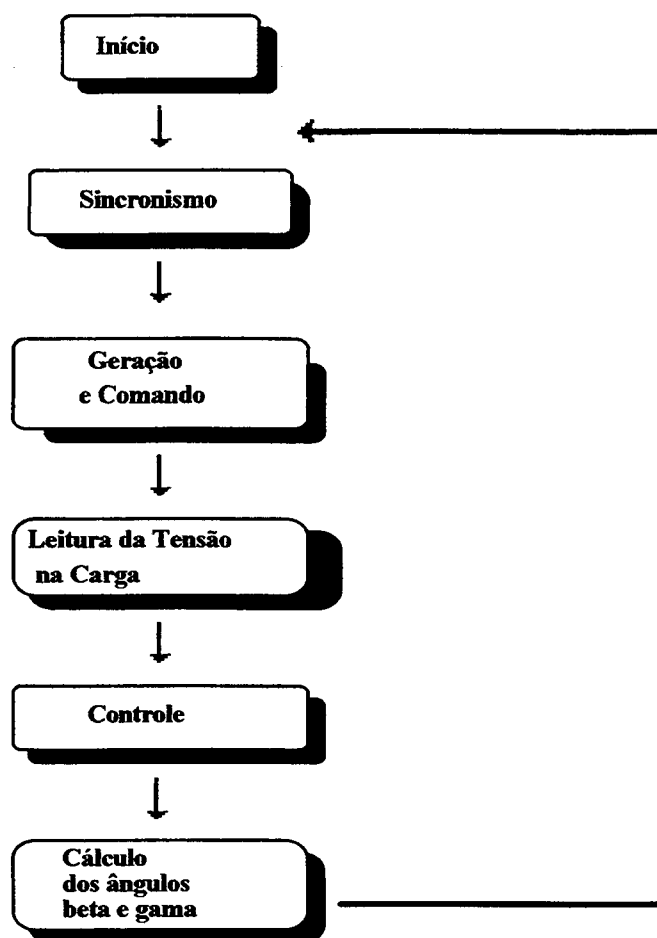 Início
Sincronismo
Geração
e Comando
Leitura da Tensão
na Carga
Controle
Cálculo
dos ângulos
beta e gama